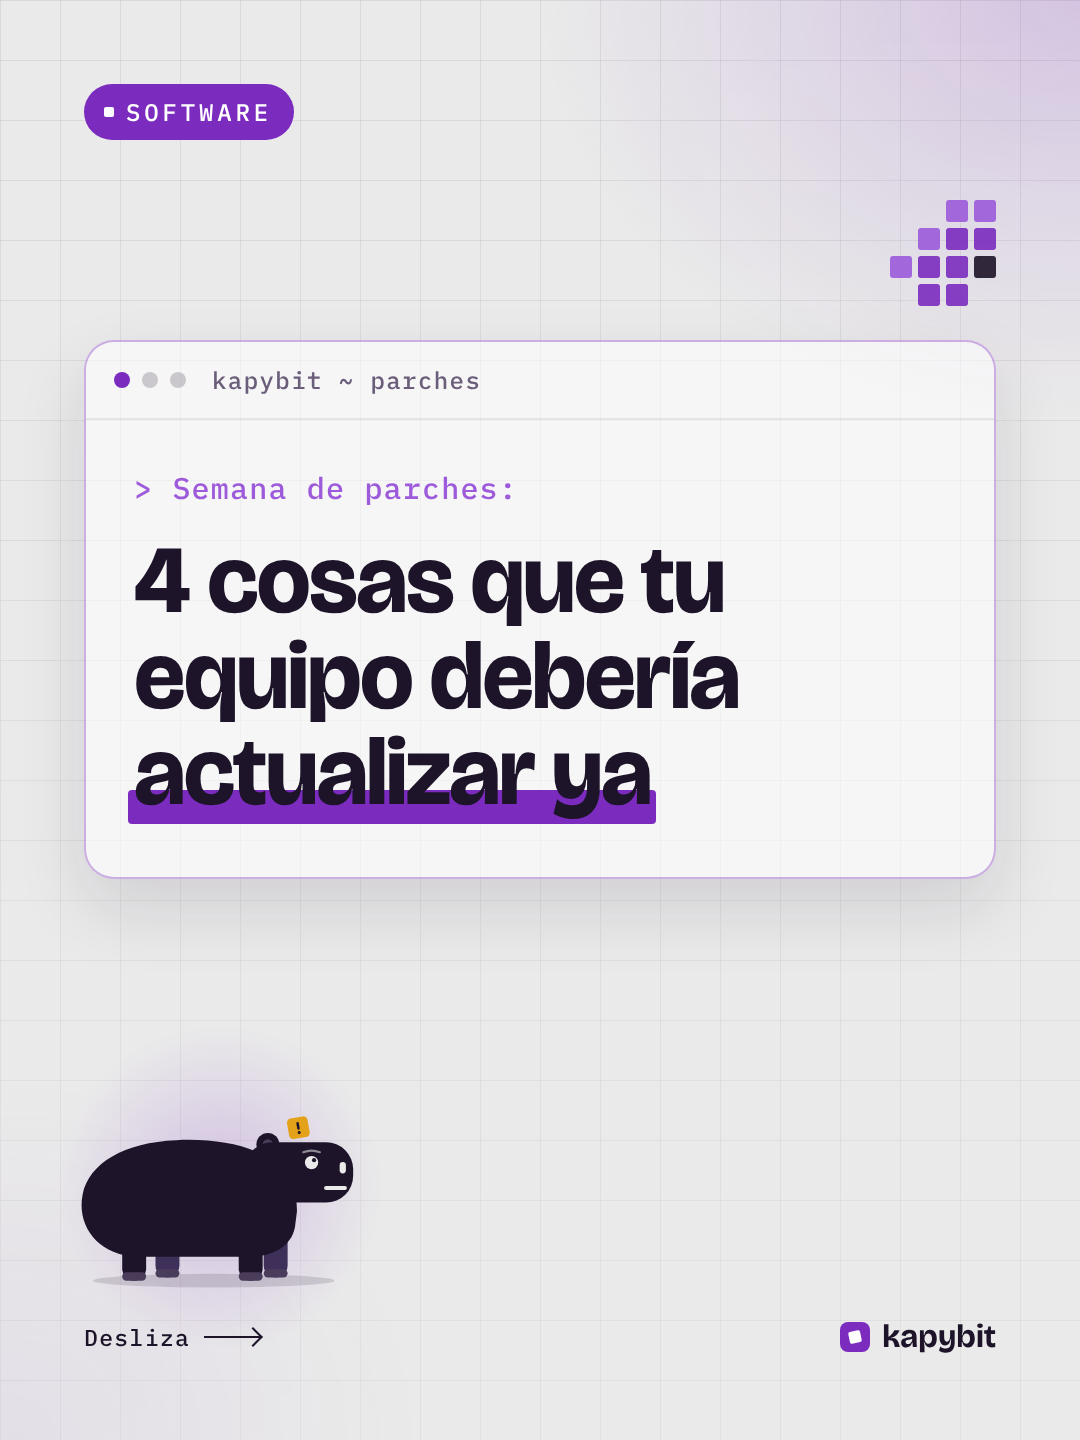 SOFTWARE
kapybit ~ parches
> Semana de parches:
4 cosas que tu
equipo debería
actualizar ya
!
Desliza
kapybit